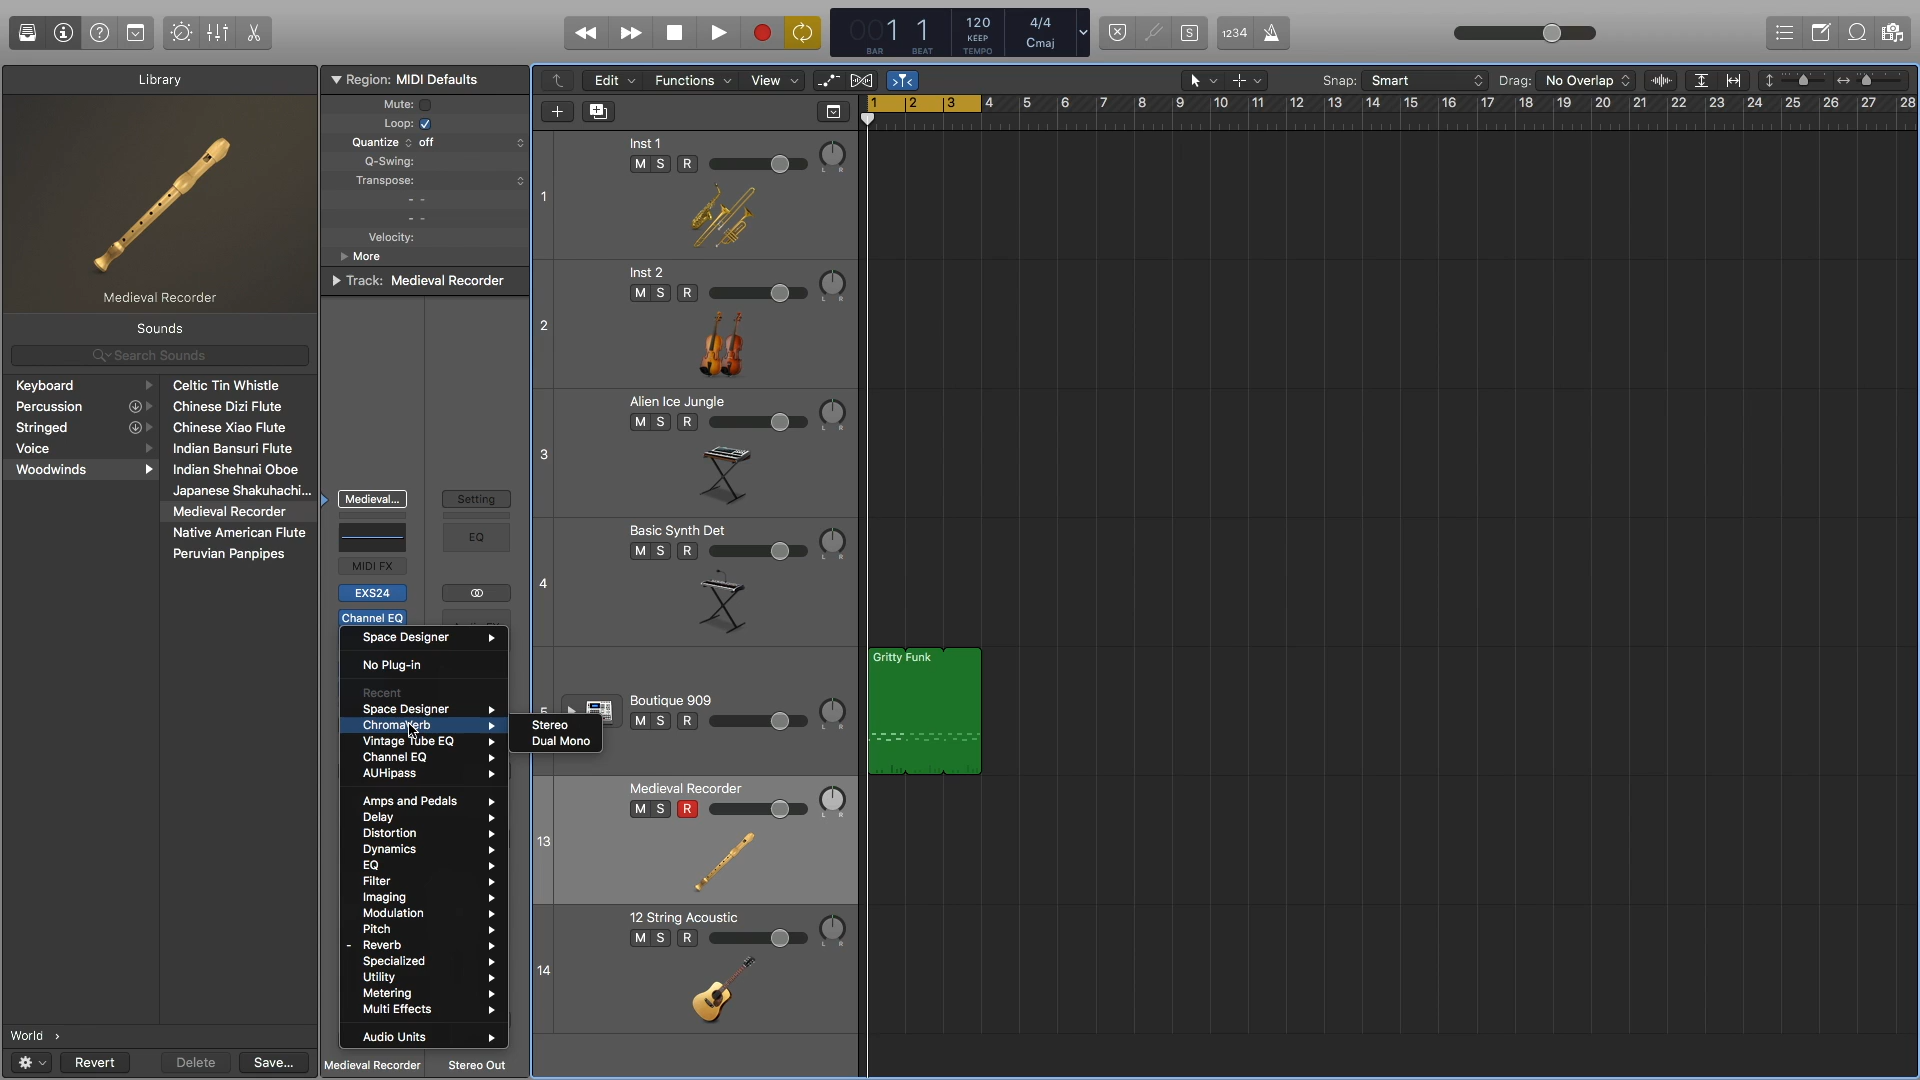 001 1
BAR BEAT
120
KEEP
TEMPO
4/4
Cmaj
S
1234
Library
Medieval Recorder
Sounds
Search Sounds
Keyboard
Percussion
Stringed
Voice
Woodwinds
Celtic Tin Whistle
Chinese Dizi Flute
Chinese Xiao Flute
Indian Bansuri Flute
Indian Shehnai Oboe
Japanese Shakuhachi...
Medieval Recorder
Native American Flute
Peruvian Panpipes
World
Revert
Delete
Save...
Region: MIDI Defaults
Mute:
Loop:
Quantize off
Q-Swing:
Transpose:
- -
- -
Velocity:
More
Track: Medieval Recorder
Medieval...
Setting
EQ
MIDI FX
EXS24
Channel EQ
Space Designer
No Plug-in
Recent
Space Designer
ChromaVerb
Vintage Tube EQ
Channel EQ
AUHipass
Stereo
Dual Mono
Amps and Pedals
Delay
Distortion
Dynamics
EQ
Filter
Imaging
Modulation
Pitch
- Reverb
Specialized
Utility
Metering
Multi Effects
Audio Units
Medieval Recorder
Stereo Out
Edit
Functions
View
Snap: Smart
Drag: No Overlap
1 2 3 4 5 6 7 8 9 10 11 12 13 14 15 16 17 18 19 20 21 22 23 24 25 26 27 28
1
Inst 1
M S R
L R
2
Inst 2
M S R
L R
3
Alien Ice Jungle
M S R
L R
4
Basic Synth Det
M S R
L R
5
Boutique 909
M S R
L R
Gritty Funk
13
Medieval Recorder
M S R
L R
14
12 String Acoustic
M S R
L R